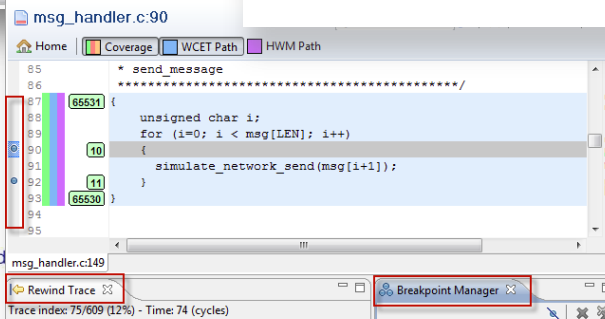 msg_handler.c:90
Home Coverage WCET Path HWM Path
85 * send_message
86 ********************************************/
87 65531 {
88 unsigned char i;
89 for (i=0; i < msg[LEN]; i++)
90 10 {
91 simulate_network_send(msg[i+1]);
92 11 }
93 65530 }
94
95
msg_handler.c:149
Rewind Trace Breakpoint Manager
Trace index: 75/609 (12%) - Time: 74 (cycles)